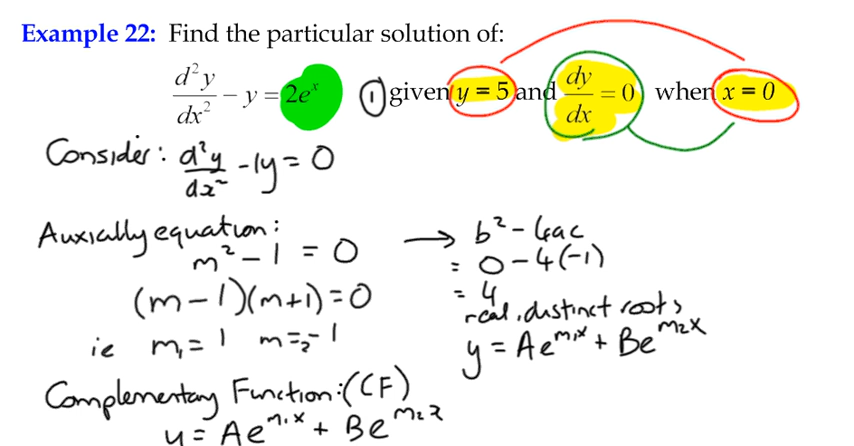 Example 22: Find the particular solution of:
d²y/dx² − y = 2eˣ ① given y = 5 and dy/dx = 0 when x = 0
Consider: d²y/dx² − 1y = 0
Auxially equation:
m² − 1 = 0 → b² − 4ac
= 0 − 4(−1)
(m − 1)(m + 1) = 0
= 4
real, distinct roots
ie m₁ = 1 m₂ = −1
y = Ae^(m₁x) + Be^(m₂x)
Complementary Function: (CF)
y = Ae^(m₁x) + Be^(m₂x)